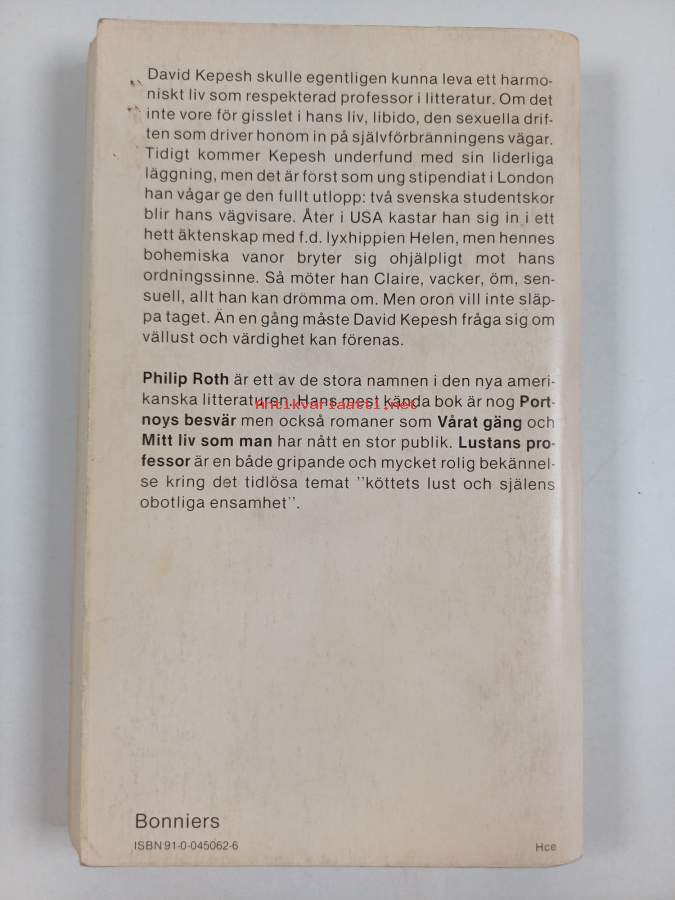 David Kepesh skulle egentligen kunna leva ett harmo-
niskt liv som respekterad professor i litteratur. Om det
inte vore för gisslet i hans liv, libido, den sexuella drif-
ten som driver honom in på självförbränningens vägar.
Tidigt kommer Kepesh underfund med sin liderliga
läggning, men det är först som ung stipendiat i London
han vågar ge den fullt utlopp: två svenska studentskor
blir hans vägvisare. Åter i USA kastar han sig in i ett
hett äktenskap med f.d. lyxhippien Helen, men hennes
bohemiska vanor bryter sig ohjälpligt mot hans
ordningssinne. Så möter han Claire, vacker, öm, sen-
suell, allt han kan drömma om. Men oron vill inte släp-
pa taget. Än en gång måste David Kepesh fråga sig om
vällust och värdighet kan förenas.
Philip Roth är ett av de stora namnen i den nya ameri-
kanska litteraturen. Hans mest kända bok är nog Port-
Antikvariaatti.net
noys besvär men också romaner som Vårat gäng och
Mitt liv som man har nått en stor publik. Lustans pro-
fessor är en både gripande och mycket rolig bekännel-
se kring det tidlösa temat "köttets lust och själens
obotliga ensamhet".
Bonniers
ISBN 91-0-045062-6
Hce